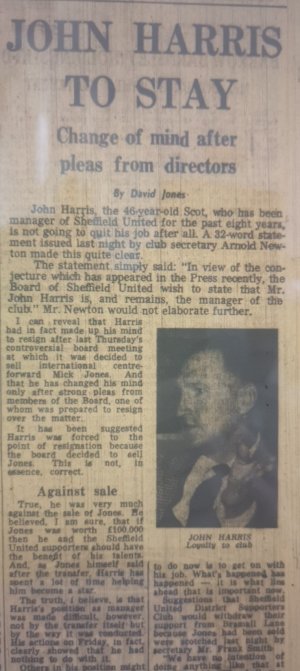 JOHN HARRIS
TO STAY
Change of mind after
pleas from directors
By David Jones
John Harris, the 46-year-old Scot, who has been
manager of Sheffield United for the past eight years,
is not going to quit his job after all. A 32-word state-
ment issued last night by club secretary Arnold New-
ton made this quite clear.
The statement simply said: "In view of the con-
jecture which has appeared in the Press recently, the
Board of Sheffield United wish to state that Mr.
John Harris is, and remains, the manager of the
club." Mr. Newton would not elaborate further.
I can reveal that Harris
had in fact made up his mind
to resign after last Thursday's
controversial board meeting
at which it was decided to
sell international centre-
forward Mick Jones. And
that he has changed his mind
only after strong pleas from
members of the Board, one of
whom was prepared to resign
over the matter.
It has been suggested
Harris was forced to the
point of resignation because
the board decided to sell
Jones. This is not, in
essence, correct.
Against sale
True, he was very much
against the sale of Jones. He
believed, I am sure, that if
Jones was worth £100,000
then he and the Sheffield
United supporters should have
the benefit of his talents.
And, as Jones himself said
after the transfer, Harris has
spent a lot of time helping
him become a star.
The truth, I believe, is that
Harris's position as manager
was made difficult, however,
not by the transfer itself but
by the way it was conducted.
His actions on Friday, in fact,
clearly showed that he had
nothing to do with it.
Others in his position might
JOHN HARRIS
Loyalty to club
to do now is to get on with
his job. What's happened, has
happened — it is what lies
ahead that is important now.
Suggestions that Sheffield
United District Supporters
Club would withdraw their
support from Bramall Lane
because Jones had been sold
were scotched last night by
secretary Mr. Frank Smith.
"We have no intention of
doing anything